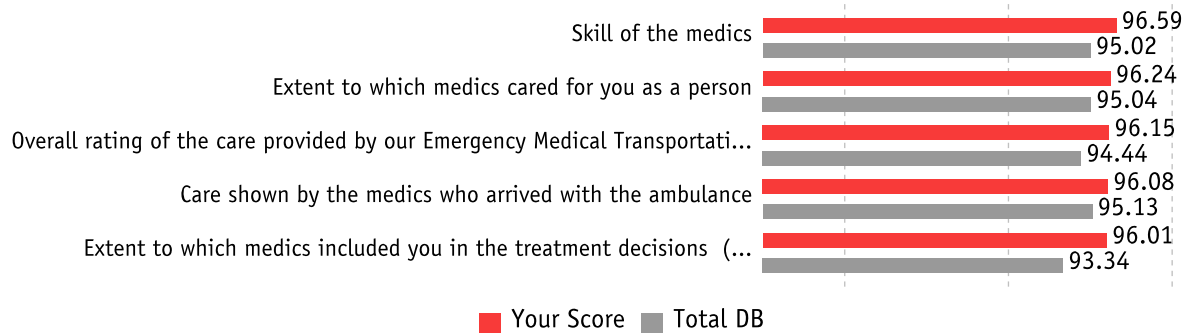 Skill of the medics 96.59
95.02
Extent to which medics cared for you as a person 96.24
95.04
Overall rating of the care provided by our Emergency Medical Transportati... 96.15
94.44
Care shown by the medics who arrived with the ambulance 96.08
95.13
Extent to which medics included you in the treatment decisions (... 96.01
93.34
Your Score Total DB